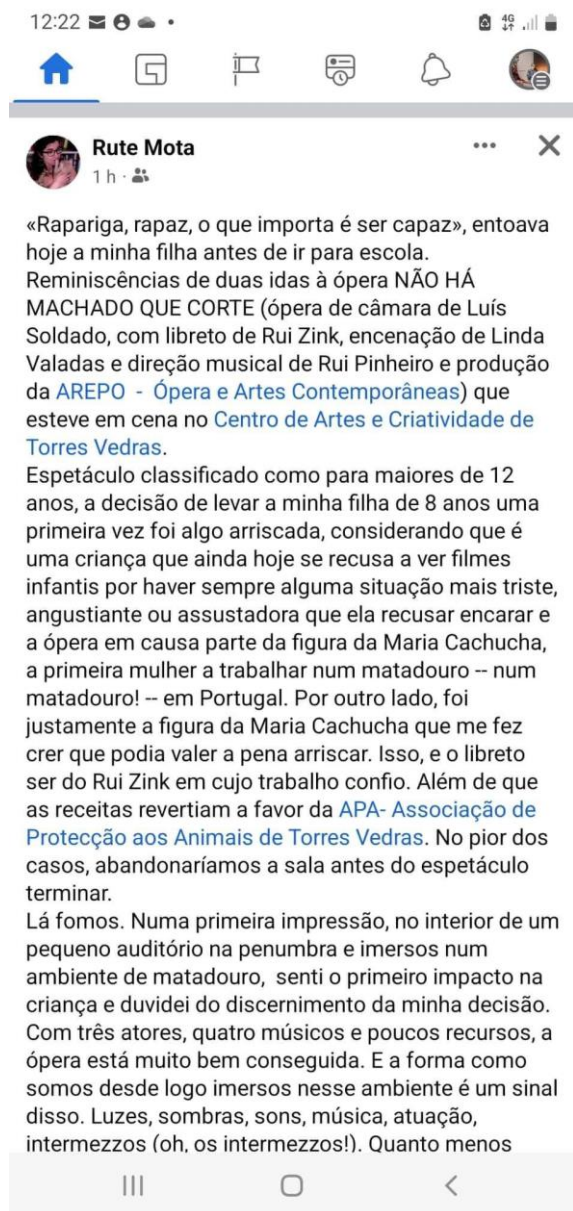 12:22
4G
Rute Mota
1 h
«Rapariga, rapaz, o que importa é ser capaz», entoava
hoje a minha filha antes de ir para escola.
Reminiscências de duas idas à ópera NÃO HÁ
MACHADO QUE CORTE (ópera de câmara de Luís
Soldado, com libreto de Rui Zink, encenação de Linda
Valadas e direção musical de Rui Pinheiro e produção
da AREPO - Ópera e Artes Contemporâneas) que
esteve em cena no Centro de Artes e Criatividade de
Torres Vedras.
Espetáculo classificado como para maiores de 12
anos, a decisão de levar a minha filha de 8 anos uma
primeira vez foi algo arriscada, considerando que é
uma criança que ainda hoje se recusa a ver filmes
infantis por haver sempre alguma situação mais triste,
angustiante ou assustadora que ela recusar encarar e
a ópera em causa parte da figura da Maria Cachucha,
a primeira mulher a trabalhar num matadouro -- num
matadouro! -- em Portugal. Por outro lado, foi
justamente a figura da Maria Cachucha que me fez
crer que podia valer a pena arriscar. Isso, e o libreto
ser do Rui Zink em cujo trabalho confio. Além de que
as receitas revertiam a favor da APA- Associação de
Protecção aos Animais de Torres Vedras. No pior dos
casos, abandonaríamos a sala antes do espetáculo
terminar.
Lá fomos. Numa primeira impressão, no interior de um
pequeno auditório na penumbra e imersos num
ambiente de matadouro, senti o primeiro impacto na
criança e duvidei do discernimento da minha decisão.
Com três atores, quatro músicos e poucos recursos, a
ópera está muito bem conseguida. E a forma como
somos desde logo imersos nesse ambiente é um sinal
disso. Luzes, sombras, sons, música, atuação,
intermezzos (oh, os intermezzos!). Quanto menos